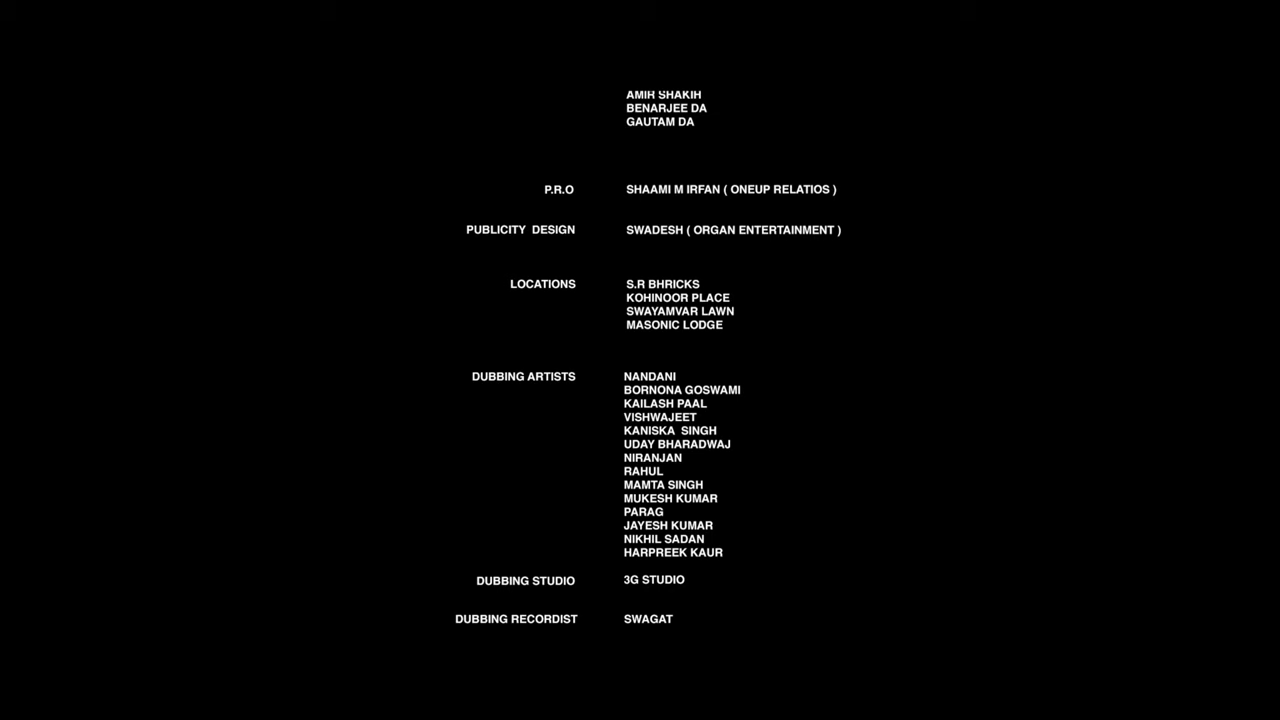 AMIR SHAKIH
BENARJEE DA
GAUTAM DA
P.R.O SHAAMI M IRFAN ( ONEUP RELATIOS )
PUBLICITY DESIGN SWADESH ( ORGAN ENTERTAINMENT )
LOCATIONS S.R BHRICKS
KOHINOOR PLACE
SWAYAMVAR LAWN
MASONIC LODGE
DUBBING ARTISTS NANDANI
BORNONA GOSWAMI
KAILASH PAAL
VISHWAJEET
KANISKA SINGH
UDAY BHARADWAJ
NIRANJAN
RAHUL
MAMTA SINGH
MUKESH KUMAR
PARAG
JAYESH KUMAR
NIKHIL SADAN
HARPREEK KAUR
DUBBING STUDIO 3G STUDIO
DUBBING RECORDIST SWAGAT